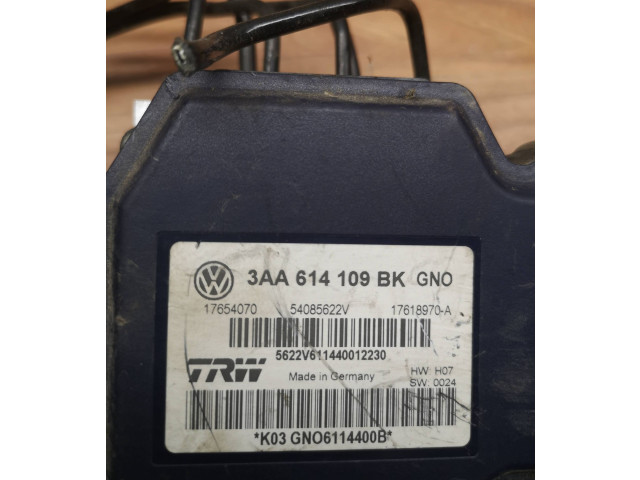 3AA 614 109 BK GNO
17654070 54085622V 17618970-A
5622V611440012230
TRW Made in Germany HW: H07
SW: 0024
*K03 GNO6114400B*